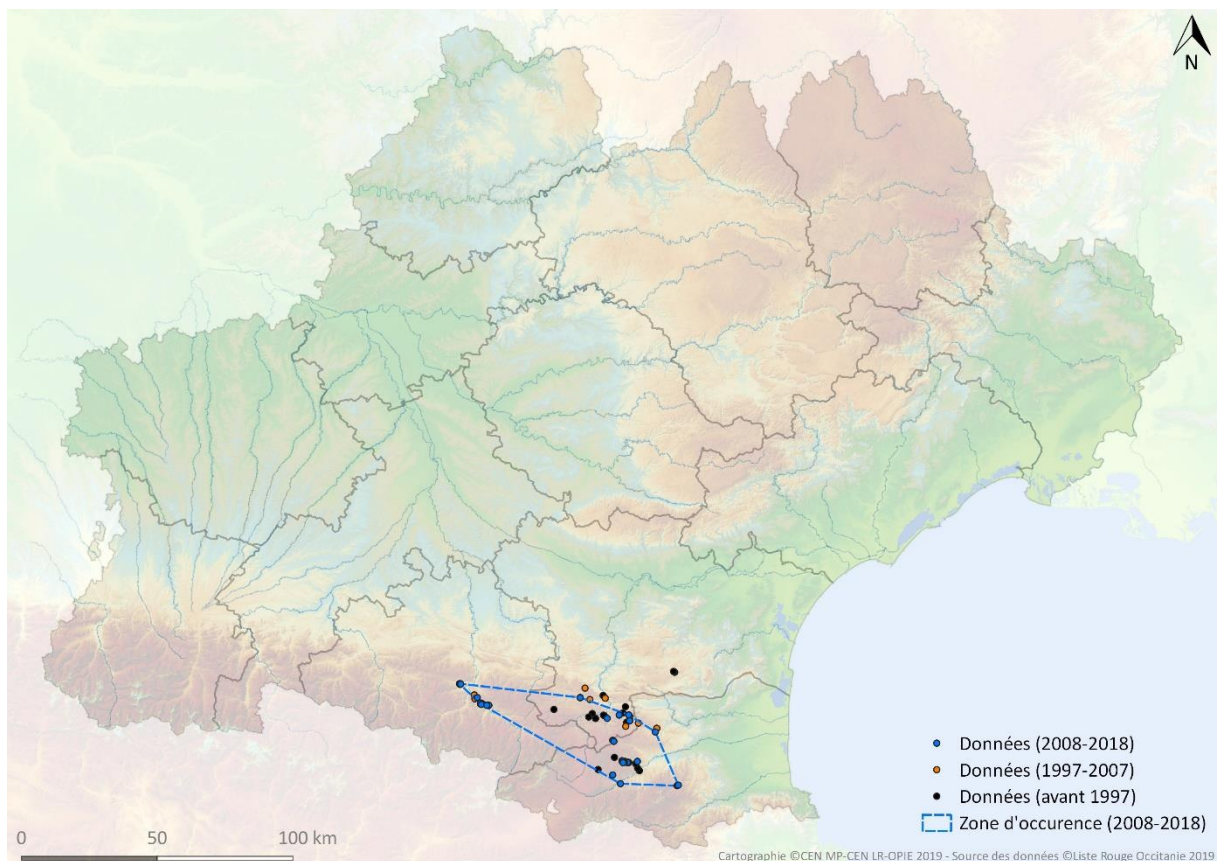 N
Données (2008-2018)
Données (1997-2007)
Données (avant 1997)
Zone d'occurence (2008-2018)
0 50 100 km
Cartographie ©CEN MP-CEN LR-OPIE 2019 - Source des données ©Liste Rouge Occitanie 2019